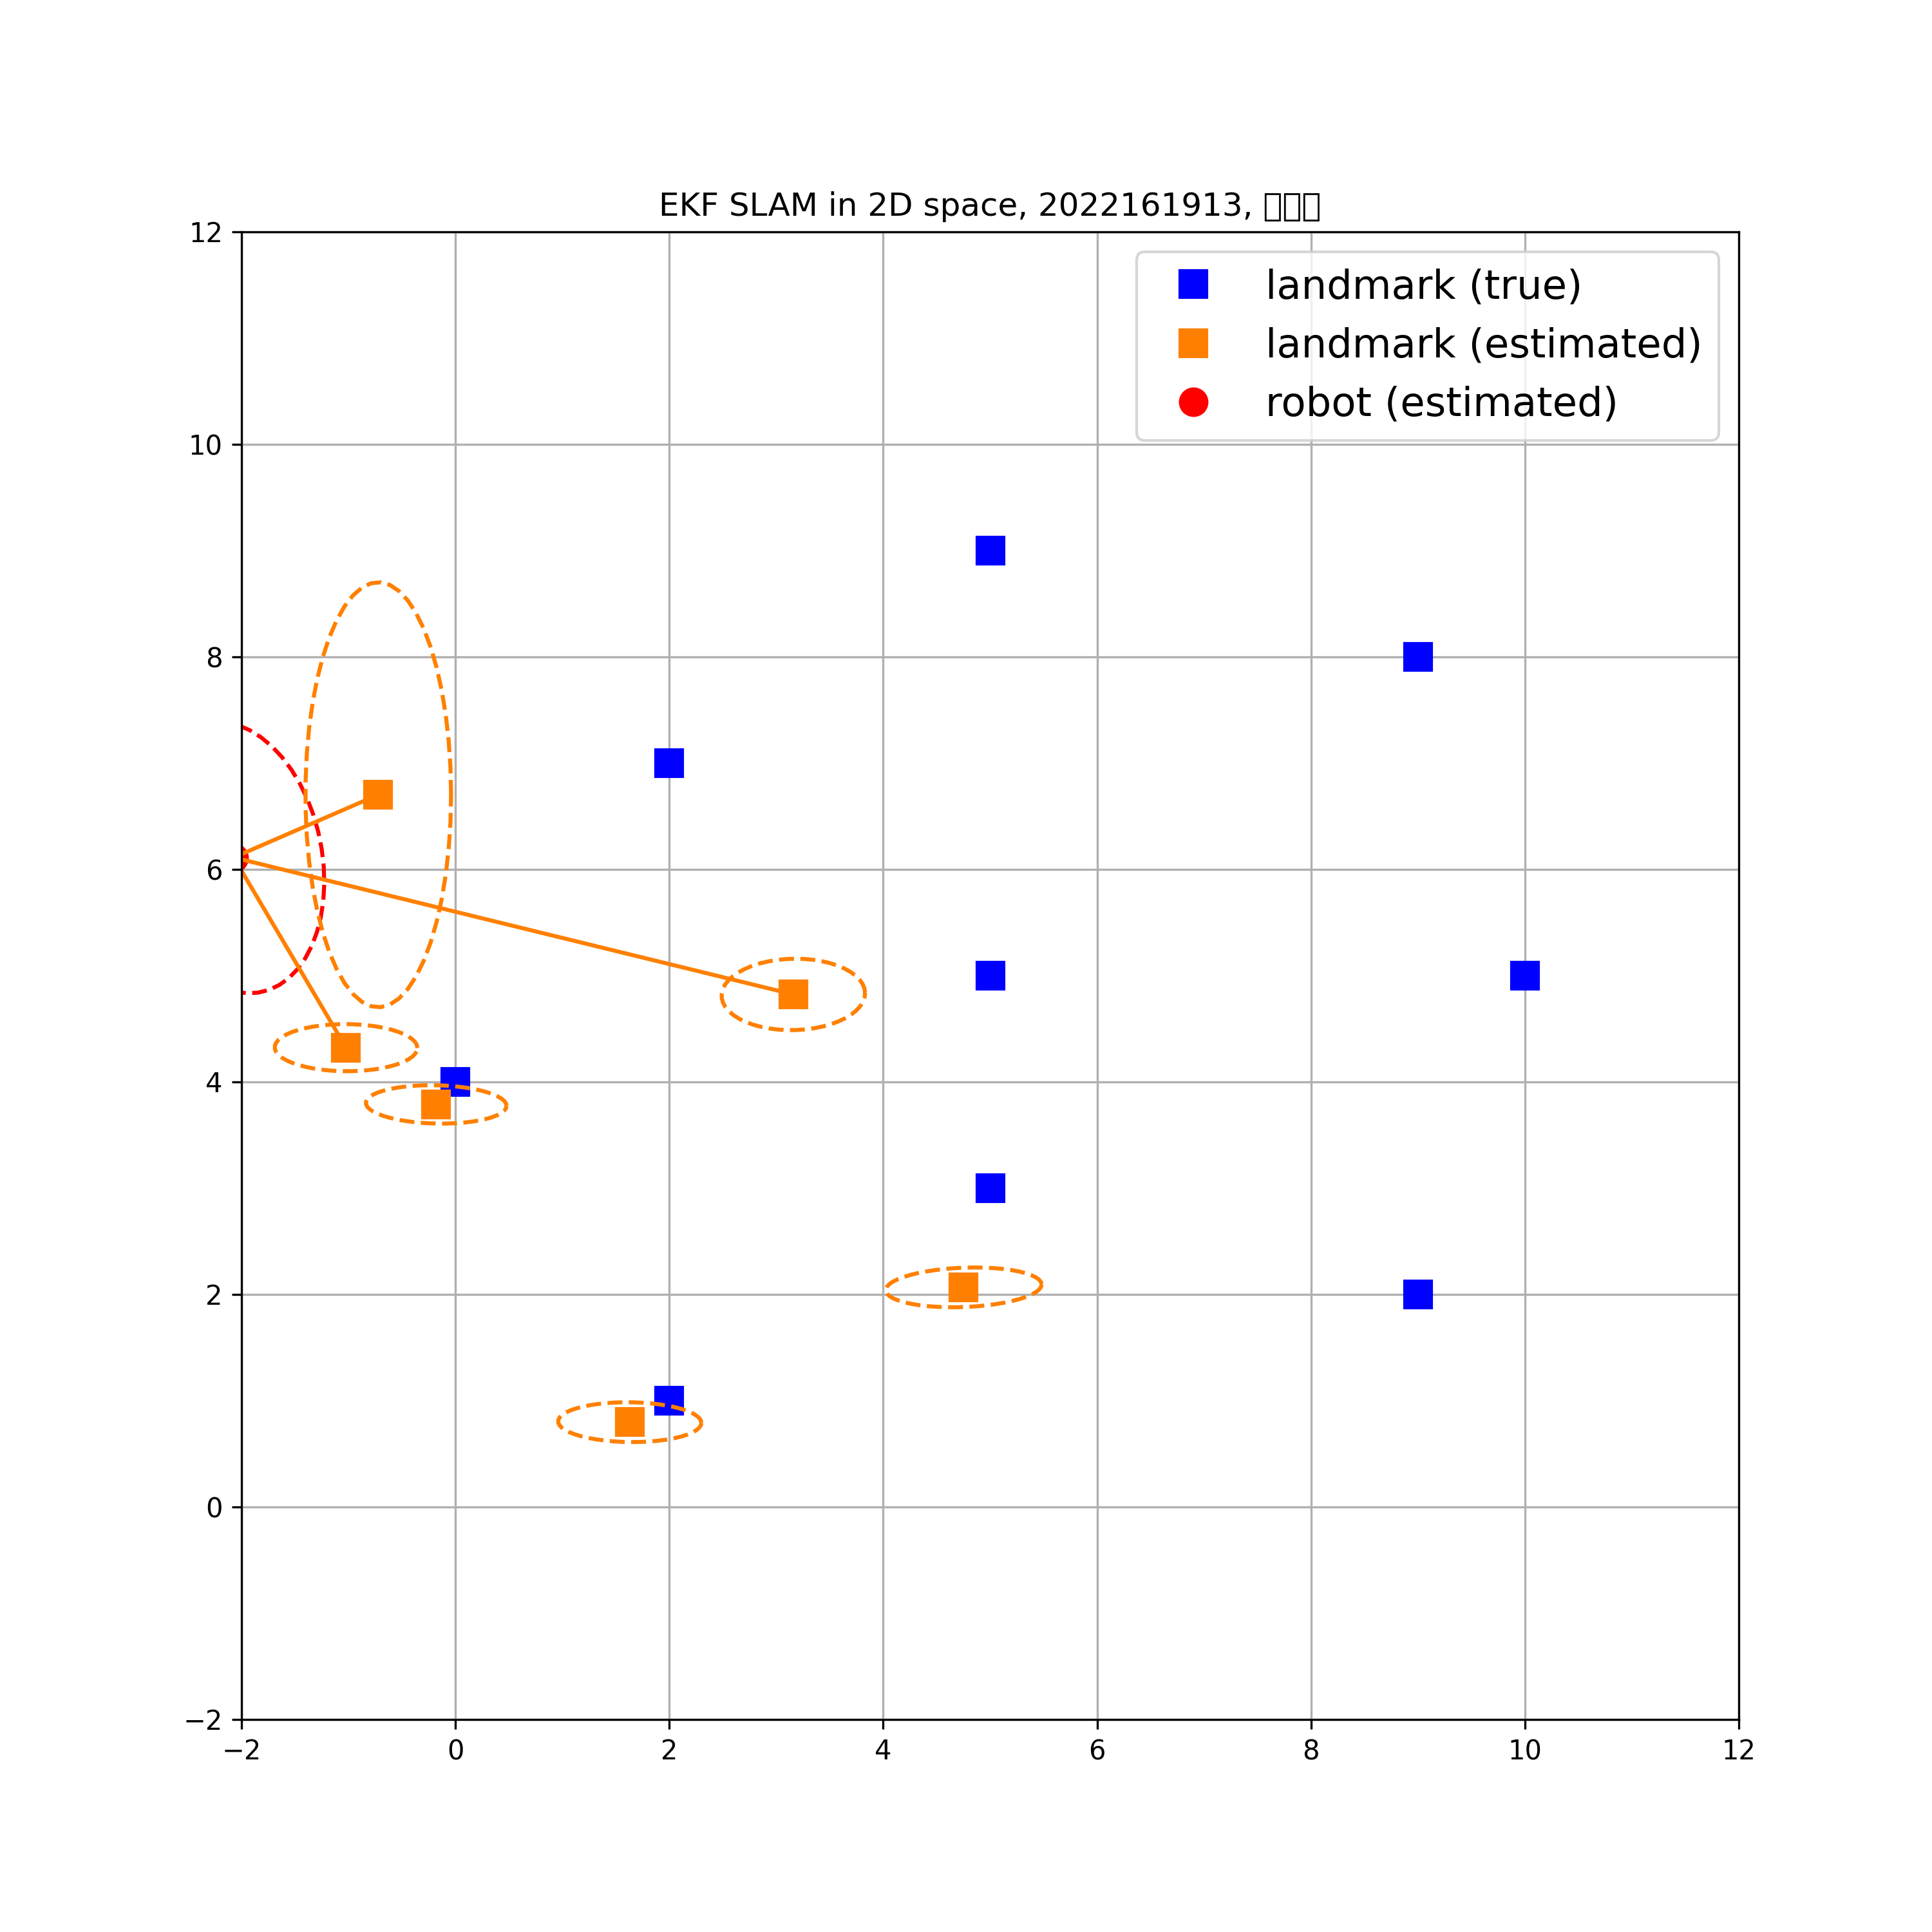 EKF SLAM in 2D space, 2022161913,
landmark (true)
landmark (estimated)
robot (estimated)
12
10
8
6
4
2
0
−2
−2 0 2 4 6 8 10 12